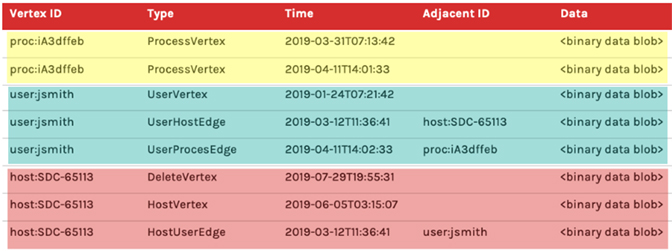 Vertex ID Type Time Adjacent ID Data
proc:iA3dffeb ProcessVertex 2019-03-31T07:13:42 <binary data blob>
proc:iA3dffeb ProcessVertex 2019-04-11T14:01:33 <binary data blob>
user:jsmith UserVertex 2019-01-24T07:21:42 <binary data blob>
user:jsmith UserHostEdge 2019-03-12T11:36:41 host:SDC-65113 <binary data blob>
user:jsmith UserProcesEdge 2019-04-11T14:02:33 proc:iA3dffeb <binary data blob>
host:SDC-65113 DeleteVertex 2019-07-29T19:55:31 <binary data blob>
host:SDC-65113 HostVertex 2019-06-05T03:15:07 <binary data blob>
host:SDC-65113 HostUserEdge 2019-03-12T11:36:41 user:jsmith <binary data blob>